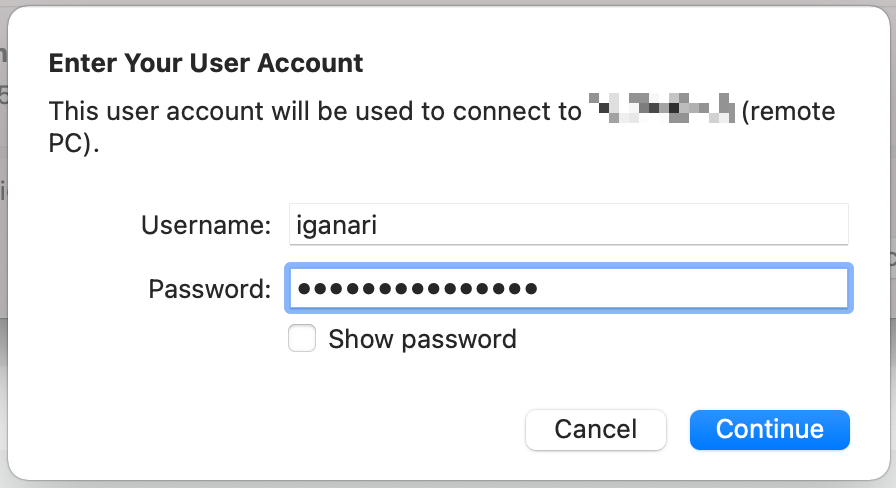 Enter Your User Account
This user account will be used to connect to (remote
PC).
Username: iganari
Password: •••••••••••••••
Show password
Cancel Continue